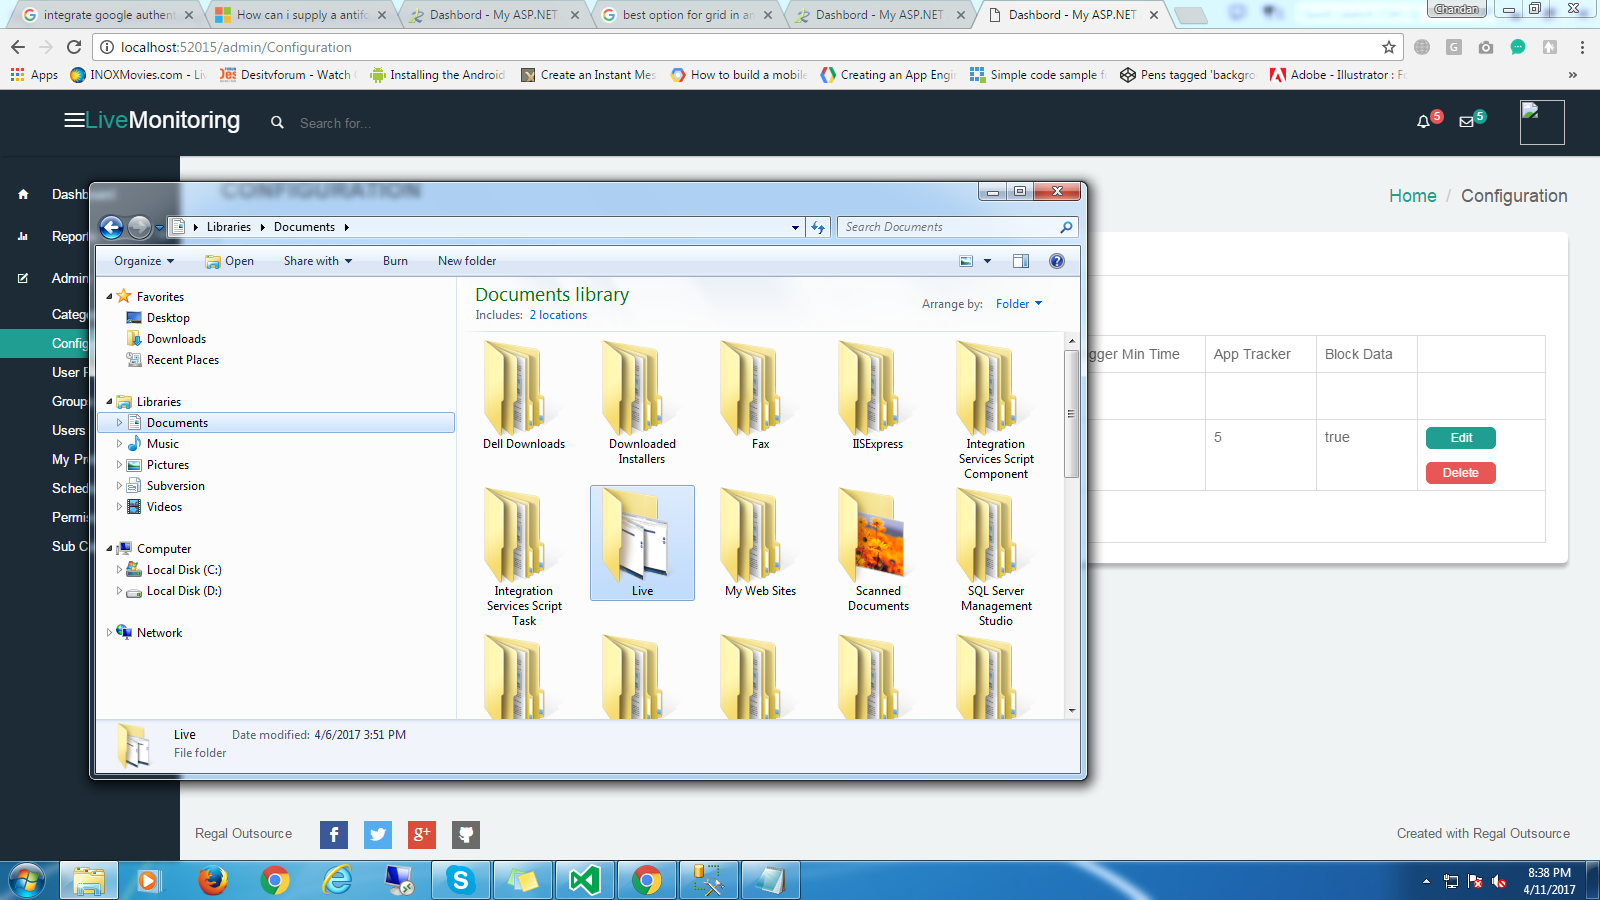 integrate google authent
How can i supply a antifo
Dashbord - My ASP.NET
best option for grid in an
Dashbord - My ASP.NET
Dashbord - My ASP.NET
Chandan
localhost:52015/admin/Configuration
Apps
INOXMovies.com - Liv
Desitvforum - Watch
Installing the Android
Create an Instant Mes
How to build a mobile
Creating an App Engi
Simple code sample f
Pens tagged 'backgro
Adobe - Illustrator : Fo
LiveMonitoring
Search for...
5
5
Dashb
Report
Admin
Catego
Config
User P
Group
Users
My Pro
Sched
Permis
Sub C
CONFIGURATION
Home / Configuration
Libraries
Documents
Search Documents
Organize
Open
Share with
Burn
New folder
Favorites
Desktop
Downloads
Recent Places
Libraries
Documents
Music
Pictures
Subversion
Videos
Computer
Local Disk (C:)
Local Disk (D:)
Network
Documents library
Includes: 2 locations
Arrange by: Folder
Dell Downloads
Downloaded
Installers
Fax
IISExpress
Integration
Services Script
Component
Integration
Services Script
Task
Live
My Web Sites
Scanned
Documents
SQL Server
Management
Studio
Live
Date modified: 4/6/2017 3:51 PM
File folder
gger Min Time
App Tracker
Block Data
5
true
Edit
Delete
Regal Outsource
Created with Regal Outsource
8:38 PM
4/11/2017